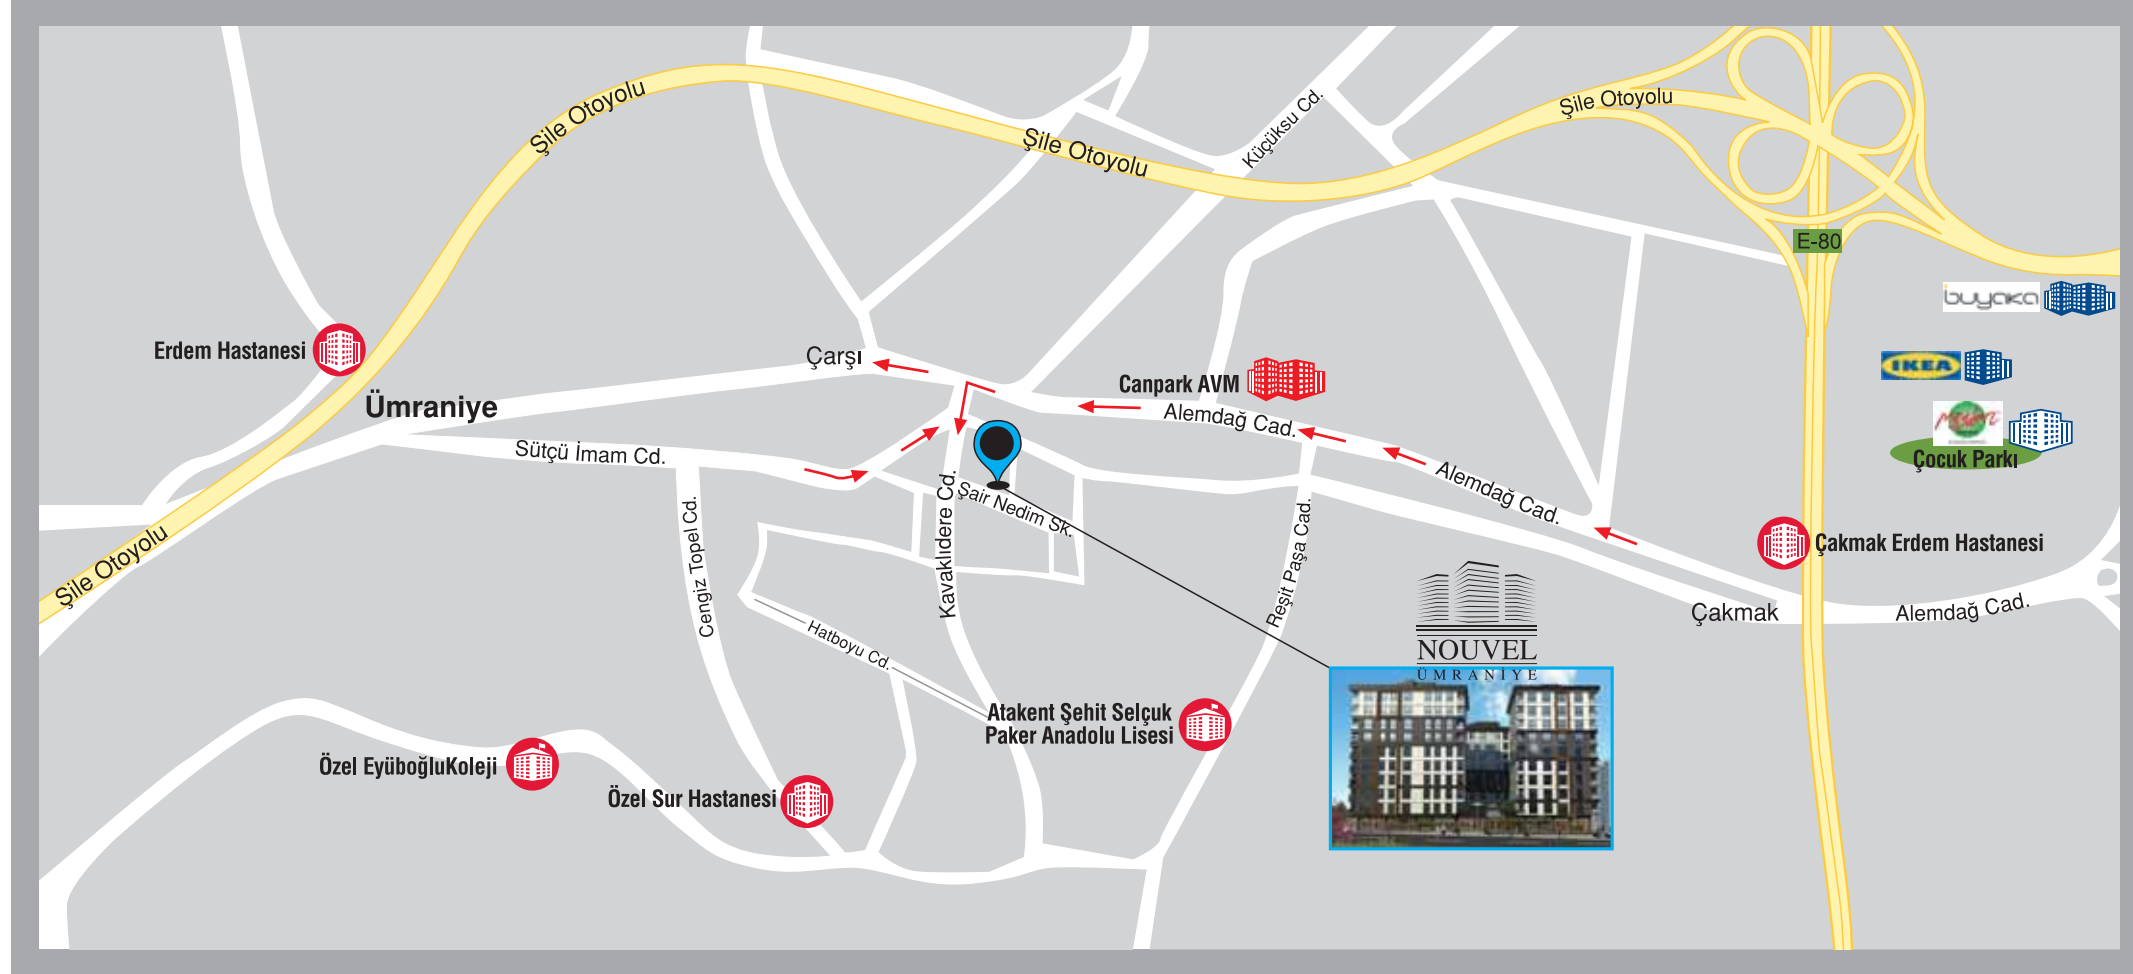 Şile Otoyolu
Şile Otoyolu
Şile Otoyolu
Küçüksu Cd.
E-80
buyaka
Erdem Hastanesi
Çarşı
IKEA
Canpark AVM
Ümraniye
Alemdağ Cad.
Sütçü İmam Cd.
Çocuk Parkı
Alemdağ Cad.
Şair Nedim Sk.
Kavaklıdere Cd.
Cengiz Topel Cd.
Reşit Paşa Cad.
Çakmak Erdem Hastanesi
Şile Otoyolu
Çakmak
Alemdağ Cad.
Hatboyu Cd.
NOUVEL
ÜMRANİYE
Atakent Şehit Selçuk
Paker Anadolu Lisesi
Özel EyüboğluKoleji
Özel Sur Hastanesi